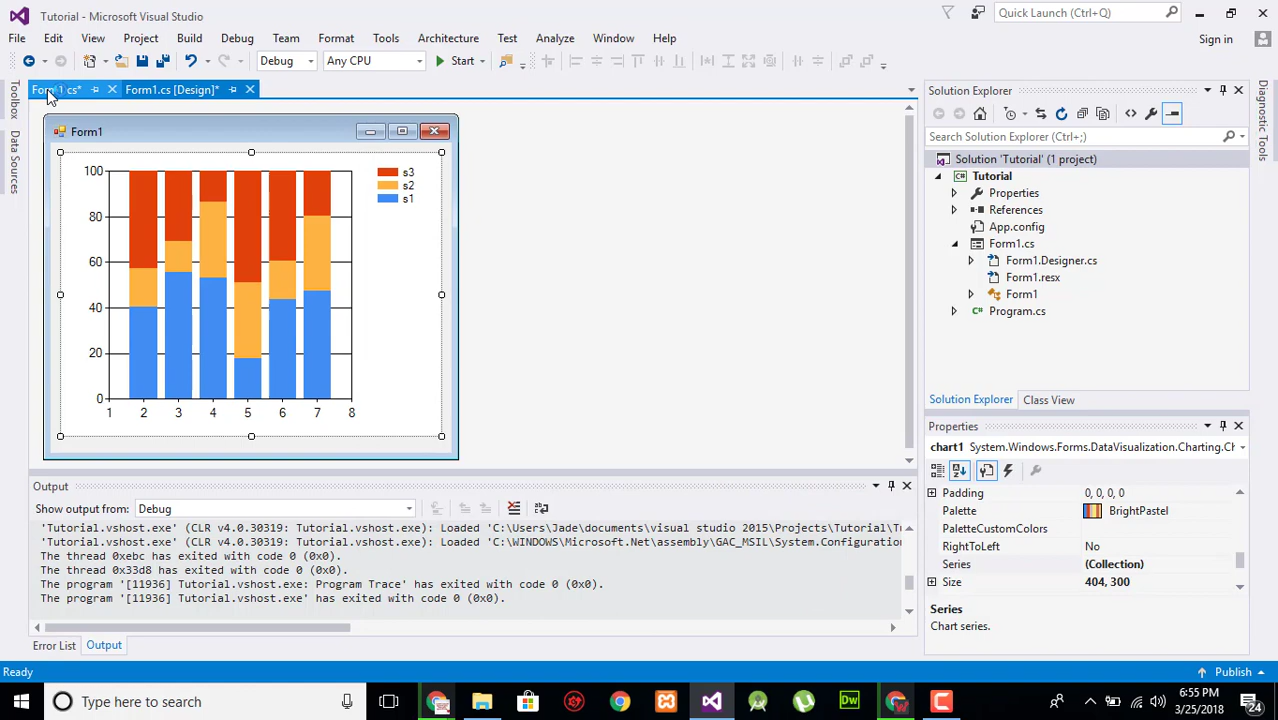 Tutorial - Microsoft Visual Studio
Quick Launch (Ctrl+Q)
File Edit View Project Build Debug Team Format Tools Architecture Test Analyze Window Help
Sign in
Debug Any CPU Start
Toolbox
Data Sources
Form1.cs*
Form1.cs [Design]*
Form1
100
80
60
40
20
0
1 2 3 4 5 6 7 8
s3
s2
s1
Output
Show output from: Debug
'Tutorial.vshost.exe' (CLR v4.0.30319: Tutorial.vshost.exe): Loaded 'C:\Users\Jade\documents\visual studio 2015\Projects\Tutorial\T
'Tutorial.vshost.exe' (CLR v4.0.30319: Tutorial.vshost.exe): Loaded 'C:\WINDOWS\Microsoft.Net\assembly\GAC_MSIL\System.Configuration
The thread 0xebc has exited with code 0 (0x0).
The thread 0x33d8 has exited with code 0 (0x0).
The program '[11936] Tutorial.vshost.exe: Program Trace' has exited with code 0 (0x0).
The program '[11936] Tutorial.vshost.exe' has exited with code 0 (0x0).
Error List Output
Solution Explorer
Search Solution Explorer (Ctrl+;)
Solution 'Tutorial' (1 project)
Tutorial
Properties
References
App.config
Form1.cs
Form1.Designer.cs
Form1.resx
Form1
Program.cs
Solution Explorer Class View
Diagnostic Tools
Properties
chart1 System.Windows.Forms.DataVisualization.Charting.Ch
Padding 0, 0, 0, 0
Palette BrightPastel
PaletteCustomColors
RightToLeft No
Series (Collection)
Size 404, 300
Series
Chart series.
Ready
Publish
Type here to search
Dw
6:55 PM
3/25/2018
24